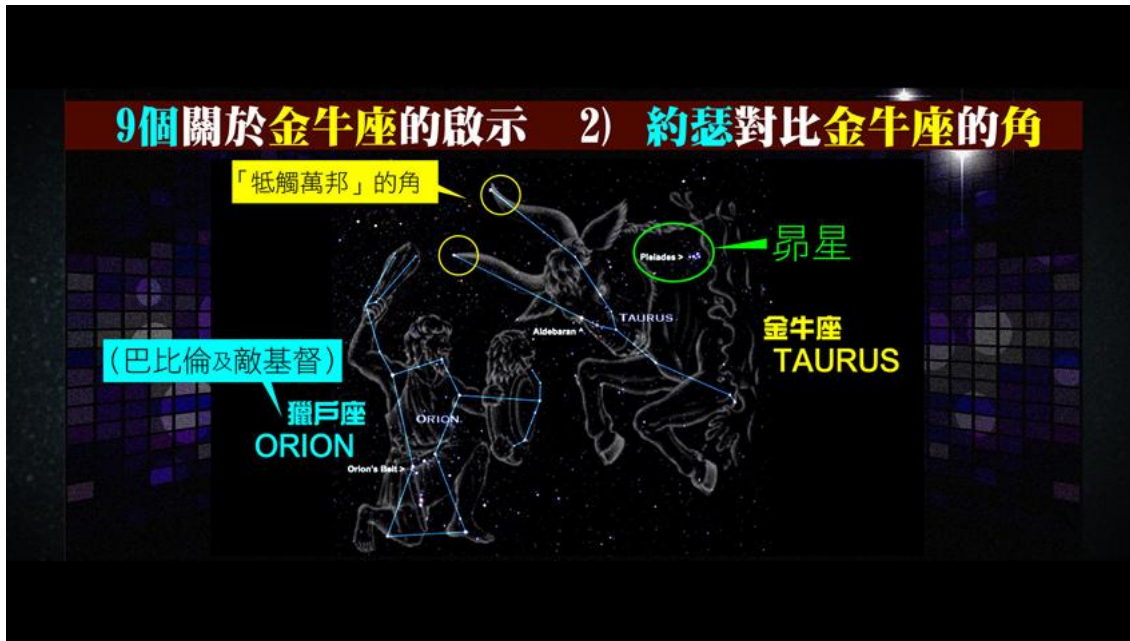 9個關於金牛座的啟示 2) 約瑟對比金牛座的角
「牴觸萬邦」的角
昴星
Pleiades >
TAURUS
Aldebaran ^
金牛座
TAURUS
(巴比倫及敵基督)
獵戶座
ORION
ORION
Orion's Belt >